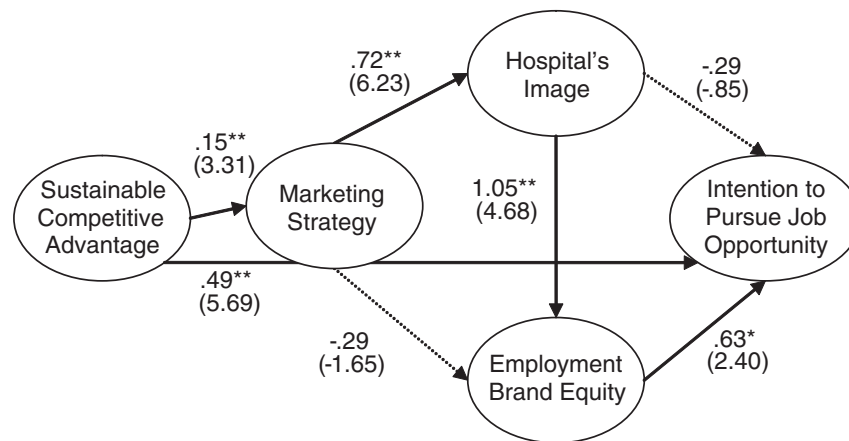 .72**
(6.23)
Hospital's
Image
-.29
(-.85)
.15**
(3.31)
Sustainable
Competitive
Advantage
Marketing
Strategy
1.05**
(4.68)
Intention to
Pursue Job
Opportunity
.49**
(5.69)
-.29
(-1.65)
Employment
Brand Equity
.63*
(2.40)